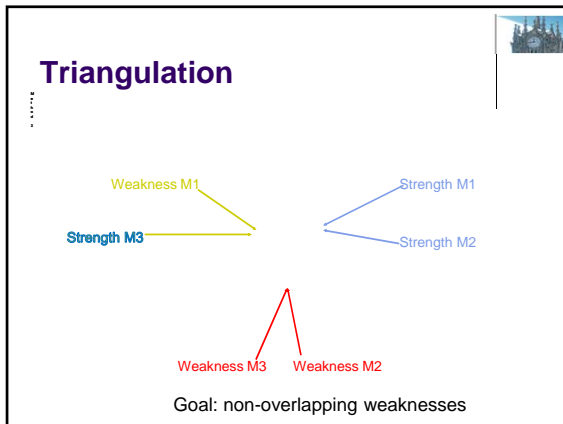 Triangulation
Weakness M1
Strength M1
Strength M3
Strength M2
Weakness M3
Weakness M2
Goal: non-overlapping weaknesses